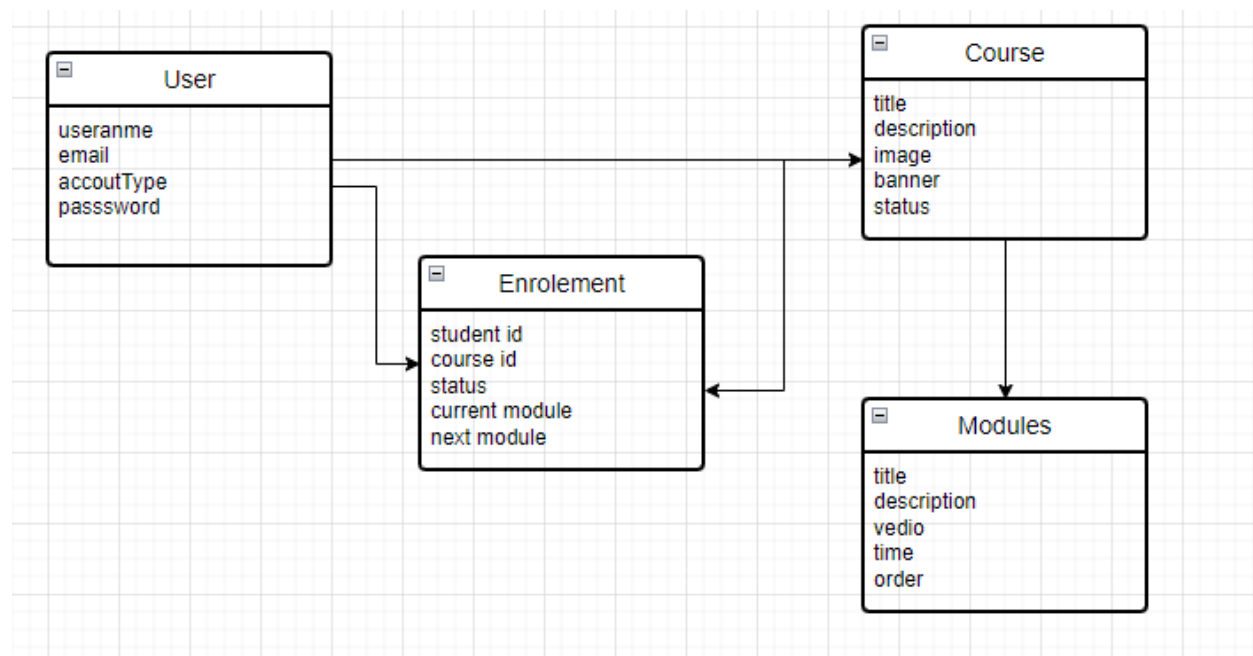 User
useranme
email
accoutType
passsword
Course
title
description
image
banner
status
Enrolement
student id
course id
status
current module
next module
Modules
title
description
vedio
time
order